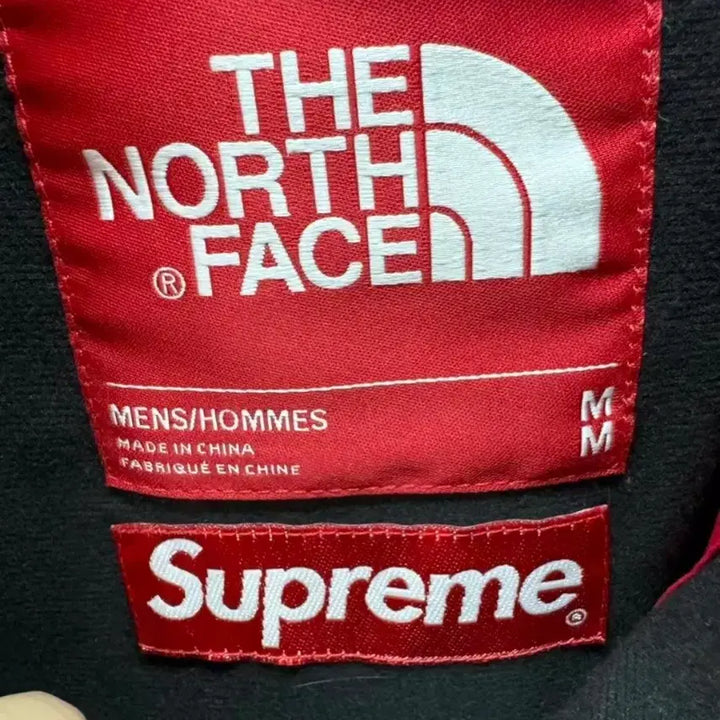 THE
NORTH
®FACE
MENS/HOMMES
M
MADE IN CHINA
M
FABRIQUÉ EN CHINE
Supreme®